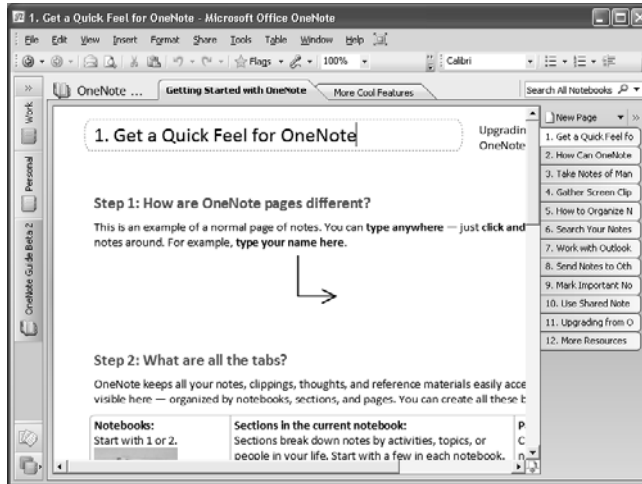 1. Get a Quick Feel for OneNote - Microsoft Office OneNote
File Edit View Insert Format Share Tools Table Window Help
Flags 100% Calibri
OneNote ... Getting Started with OneNote More Cool Features Search All Notebooks
Work
Personal
OneNote Guide Beta 2
1. Get a Quick Feel for OneNote
Upgradin
OneNote
Step 1: How are OneNote pages different?
This is an example of a normal page of notes. You can type anywhere — just click and
notes around. For example, type your name here.
Step 2: What are all the tabs?
OneNote keeps all your notes, clippings, thoughts, and reference materials easily acce
visible here — organized by notebooks, sections, and pages. You can create all these b
Notebooks:
Start with 1 or 2.
Sections in the current notebook:
Sections break down notes by activities, topics, or
people in your life. Start with a few in each notebook.
P
C
n
New Page
1. Get a Quick Feel fo
2. How Can OneNote
3. Take Notes of Man
4. Gather Screen Clip
5. How to Organize N
6. Search Your Notes
7. Work with Outlook
8. Send Notes to Oth
9. Mark Important No
10. Use Shared Note
11. Upgrading from O
12. More Resources